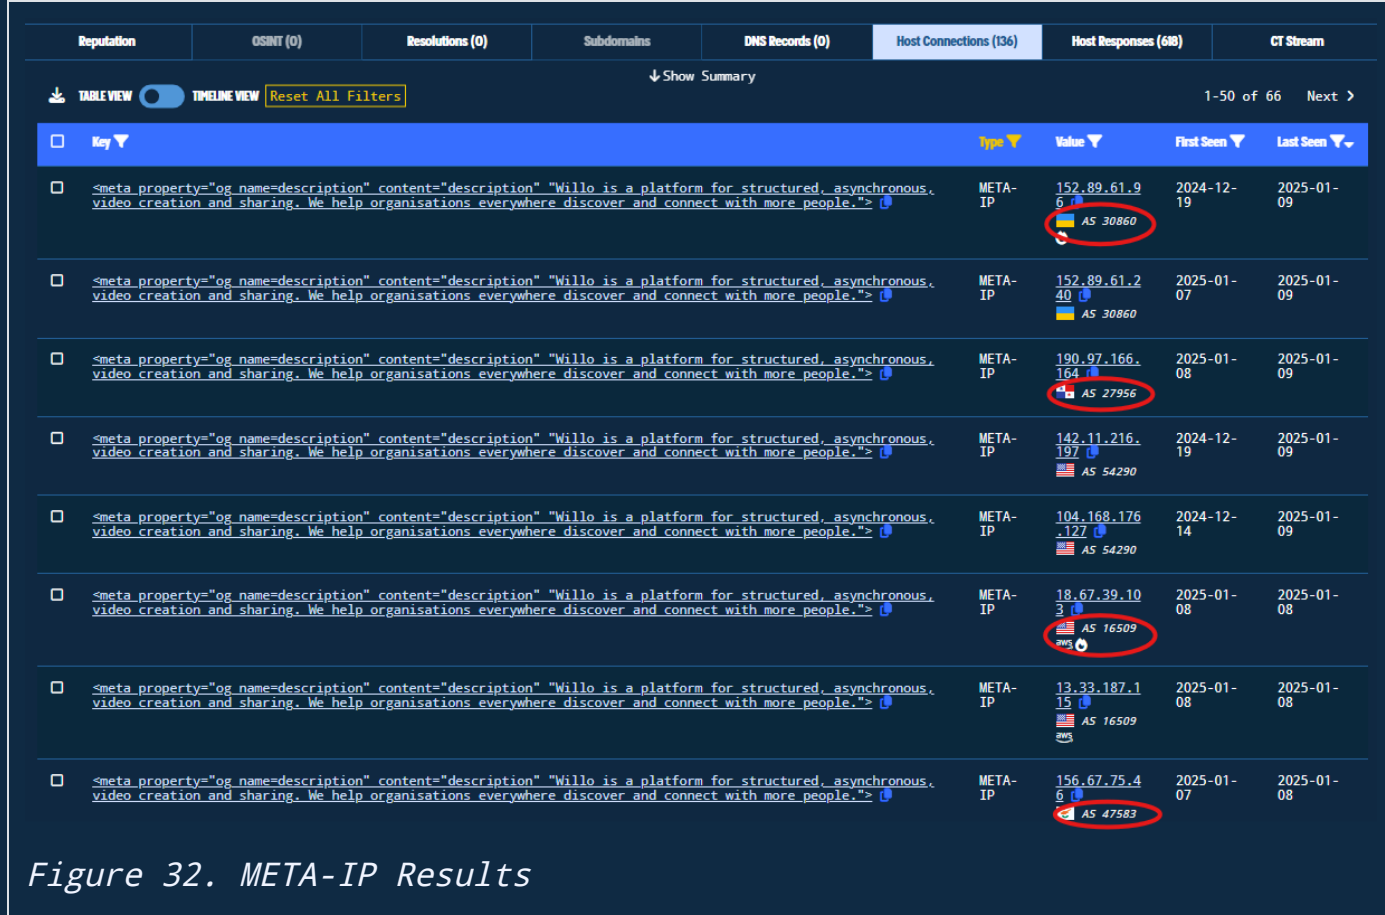 Reputation OSINT (0) Resolutions (0) Subdomains DNS Records (0) Host Connections (136) Host Responses (618) CT Stream
Show Summary
TABLE VIEW TIMELINE VIEW Reset All Filters 1-50 of 66 Next
Key Type Value First Seen Last Seen
<meta property="og name=description" content="description" "Willo is a platform for structured, asynchronous, META- 152.89.61.9 2024-12- 2025-01-
video creation and sharing. We help organisations everywhere discover and connect with more people."> IP 6 19 09
AS 30860
<meta property="og name=description" content="description" "Willo is a platform for structured, asynchronous, META- 152.89.61.2 2025-01- 2025-01-
video creation and sharing. We help organisations everywhere discover and connect with more people."> IP 40 07 09
AS 30860
<meta property="og name=description" content="description" "Willo is a platform for structured, asynchronous, META- 190.97.166. 2025-01- 2025-01-
video creation and sharing. We help organisations everywhere discover and connect with more people."> IP 164 08 09
AS 27956
<meta property="og name=description" content="description" "Willo is a platform for structured, asynchronous, META- 142.11.216. 2024-12- 2025-01-
video creation and sharing. We help organisations everywhere discover and connect with more people."> IP 197 19 09
AS 54290
<meta property="og name=description" content="description" "Willo is a platform for structured, asynchronous, META- 104.168.176 2024-12- 2025-01-
video creation and sharing. We help organisations everywhere discover and connect with more people."> IP .127 14 09
AS 54290
<meta property="og name=description" content="description" "Willo is a platform for structured, asynchronous, META- 18.67.39.10 2025-01- 2025-01-
video creation and sharing. We help organisations everywhere discover and connect with more people."> IP 3 08 08
AS 16509
aws
<meta property="og name=description" content="description" "Willo is a platform for structured, asynchronous, META- 13.33.187.1 2025-01- 2025-01-
video creation and sharing. We help organisations everywhere discover and connect with more people."> IP 15 08 08
AS 16509
aws
<meta property="og name=description" content="description" "Willo is a platform for structured, asynchronous, META- 156.67.75.4 2025-01- 2025-01-
video creation and sharing. We help organisations everywhere discover and connect with more people."> IP 6 07 08
AS 47583
Figure 32. META-IP Results